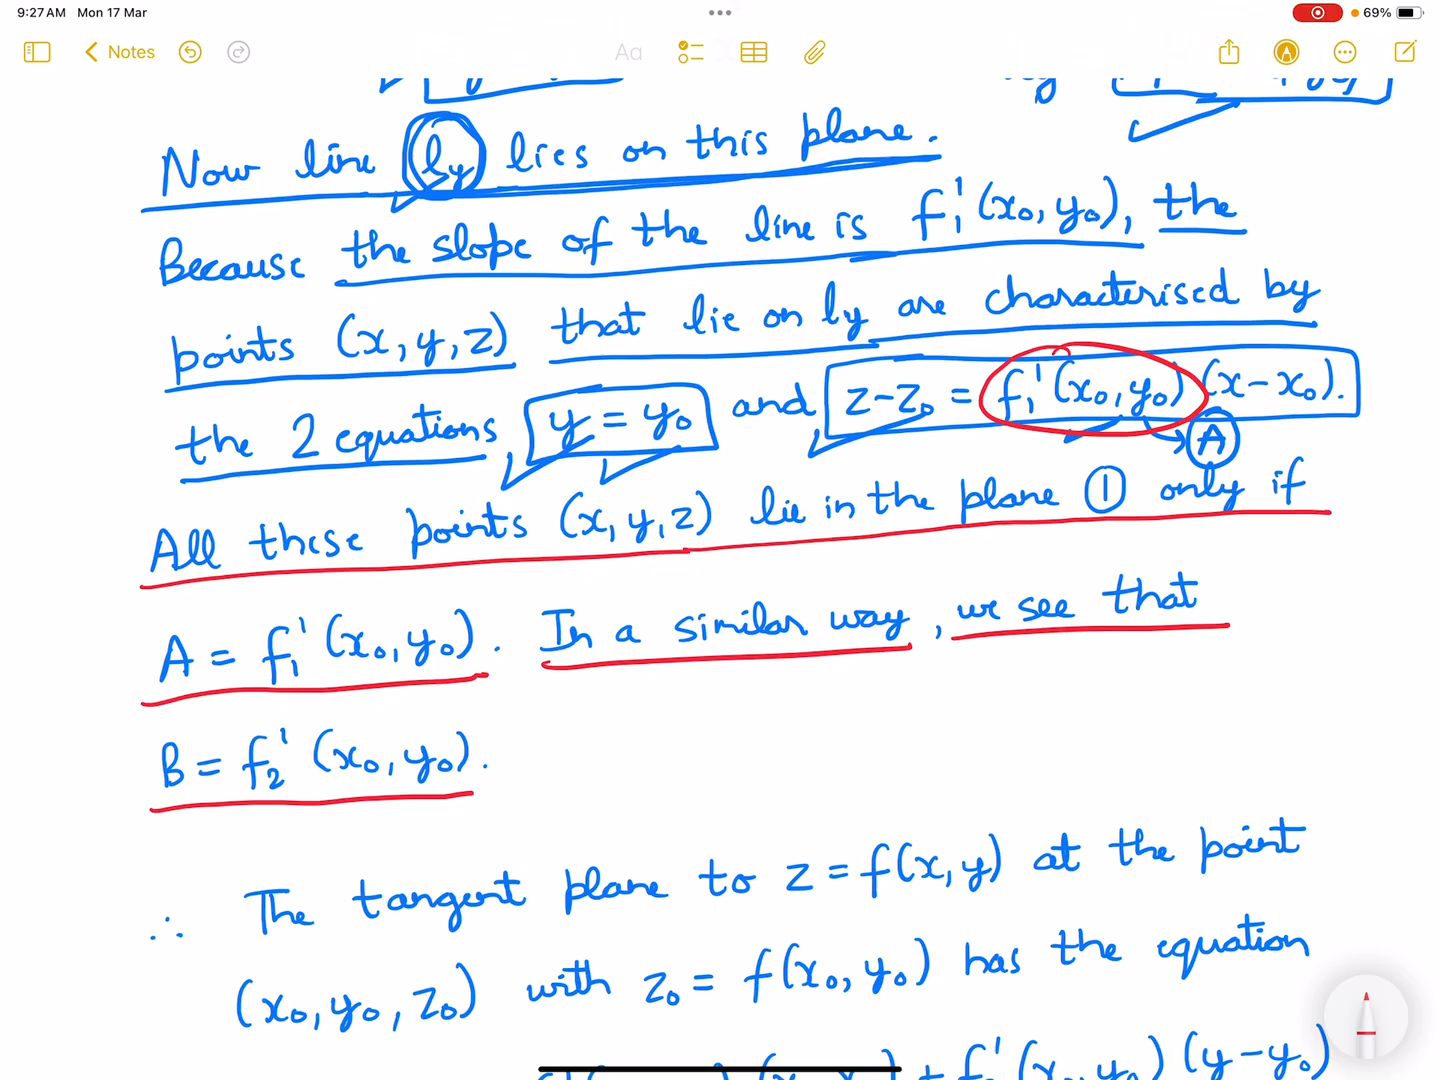 9:27 AM Mon 17 Mar
69%
Notes
Aa
Now line ly lies on this plane.
Because the slope of the line is f₁'(x₀, y₀), the
points (x, y, z) that lie on ly are characterised by
the 2 equations y = y₀ and z - z₀ = f₁'(x₀, y₀) (x - x₀).
A
All these points (x, y, z) lie in the plane ① only if
A = f₁'(x₀, y₀). In a similar way, we see that
B = f₂'(x₀, y₀).
∴ The tangent plane to z = f(x, y) at the point
(x₀, y₀, z₀) with z₀ = f(x₀, y₀) has the equation
(y - y₀)